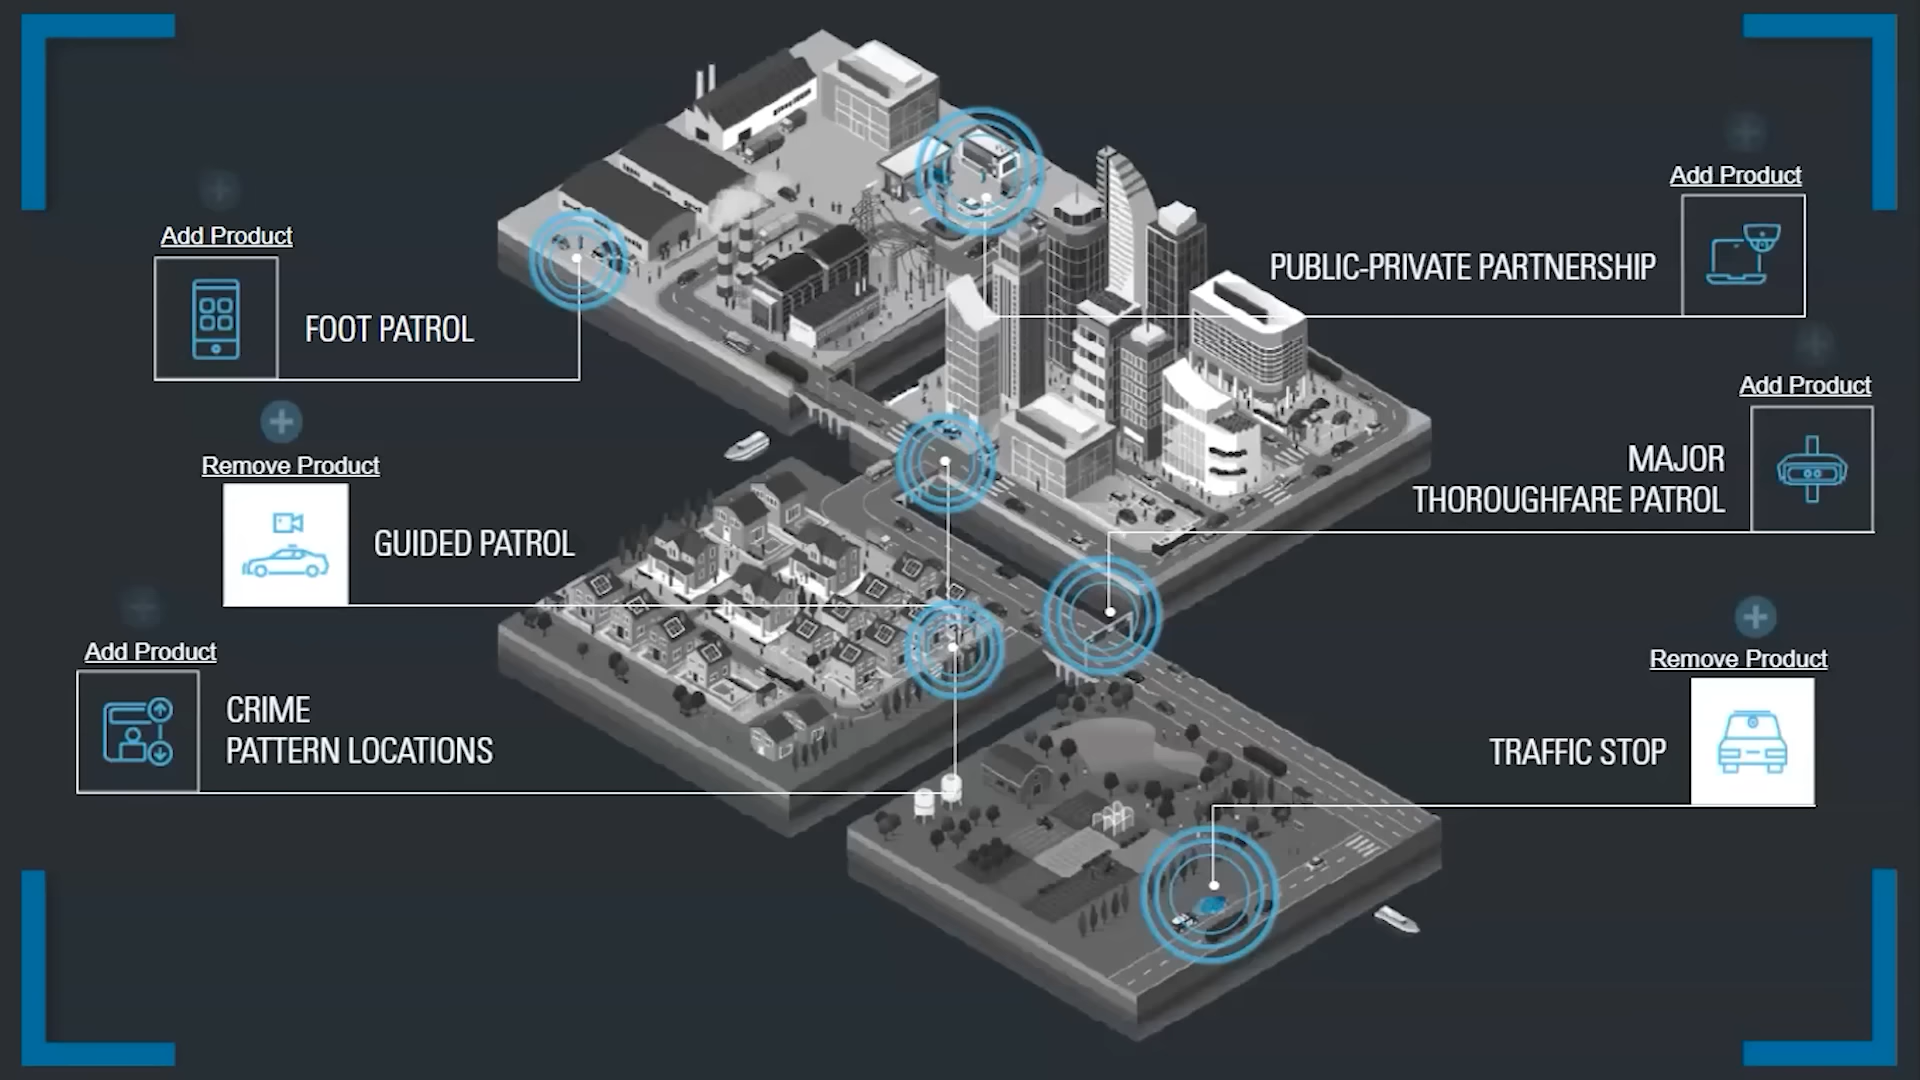 Add Product
FOOT PATROL
Remove Product
GUIDED PATROL
Add Product
CRIME
PATTERN LOCATIONS
Add Product
PUBLIC-PRIVATE PARTNERSHIP
Add Product
MAJOR
THOROUGHFARE PATROL
Remove Product
TRAFFIC STOP